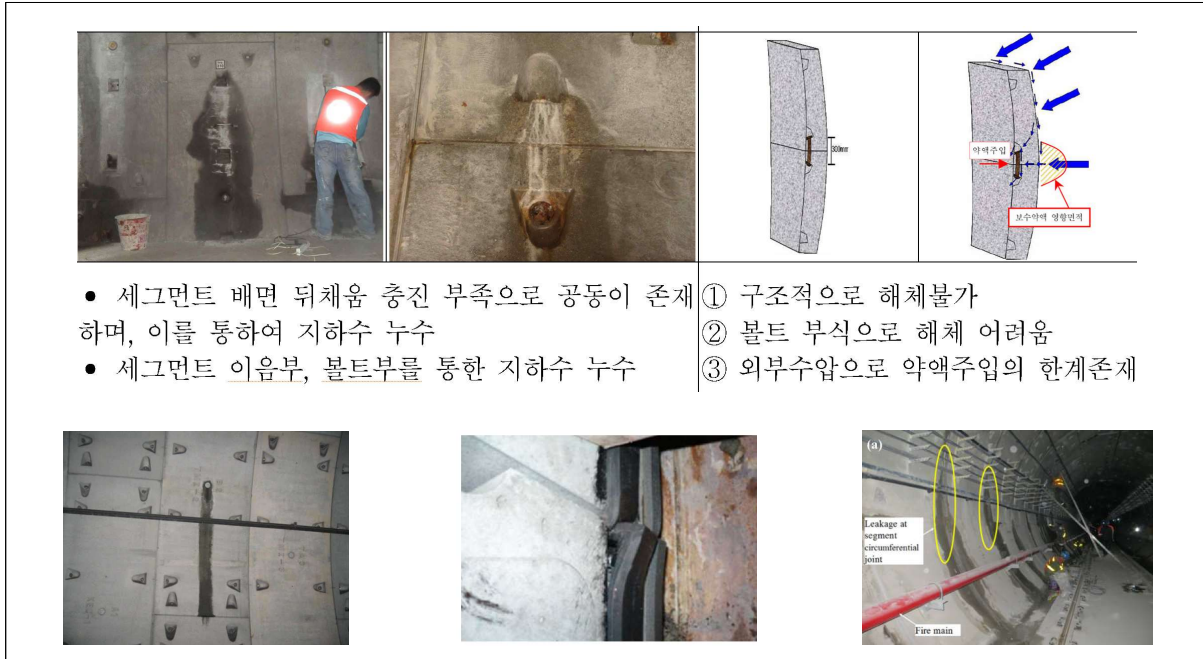 300mm
약액주입
보수약액 영향면적
• 세그먼트 배면 뒤채움 충진 부족으로 공동이 존재
하며, 이를 통하여 지하수 누수
• 세그먼트 이음부, 볼트부를 통한 지하수 누수
① 구조적으로 해체불가
② 볼트 부식으로 해체 어려움
③ 외부수압으로 약액주입의 한계존재
(a)
Leakage at
segment
circumferential
joint
Fire main